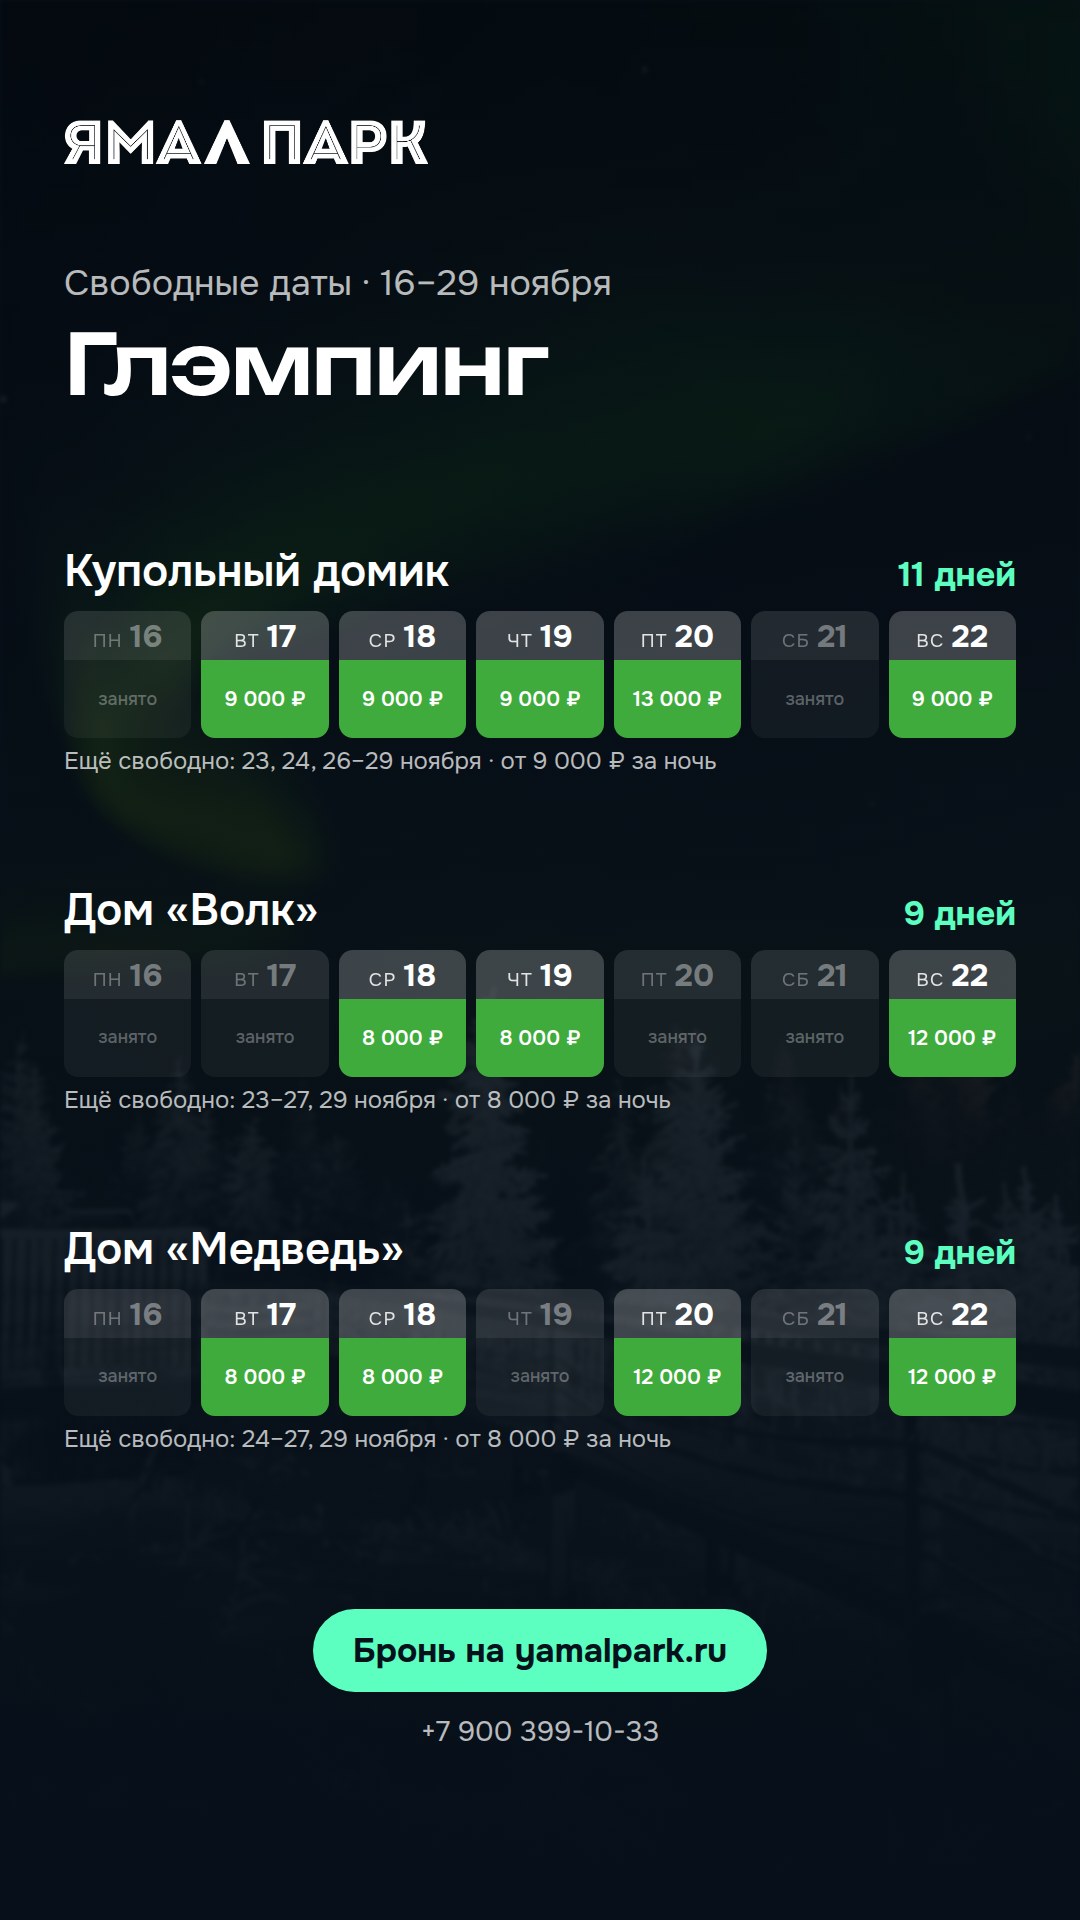 ЯМАЛ ПАРК
Свободные даты · 16–29 ноября
Глэмпинг
Купольный домик 11 дней
ПН 16 ВТ 17 СР 18 ЧТ 19 ПТ 20 СБ 21 ВС 22
занято 9 000 ₽ 9 000 ₽ 9 000 ₽ 13 000 ₽ занято 9 000 ₽
Ещё свободно: 23, 24, 26–29 ноября · от 9 000 ₽ за ночь
Дом «Волк» 9 дней
ПН 16 ВТ 17 СР 18 ЧТ 19 ПТ 20 СБ 21 ВС 22
занято занято 8 000 ₽ 8 000 ₽ занято занято 12 000 ₽
Ещё свободно: 23–27, 29 ноября · от 8 000 ₽ за ночь
Дом «Медведь» 9 дней
ПН 16 ВТ 17 СР 18 ЧТ 19 ПТ 20 СБ 21 ВС 22
занято 8 000 ₽ 8 000 ₽ занято 12 000 ₽ занято 12 000 ₽
Ещё свободно: 24–27, 29 ноября · от 8 000 ₽ за ночь
Бронь на yamalpark.ru
+7 900 399-10-33